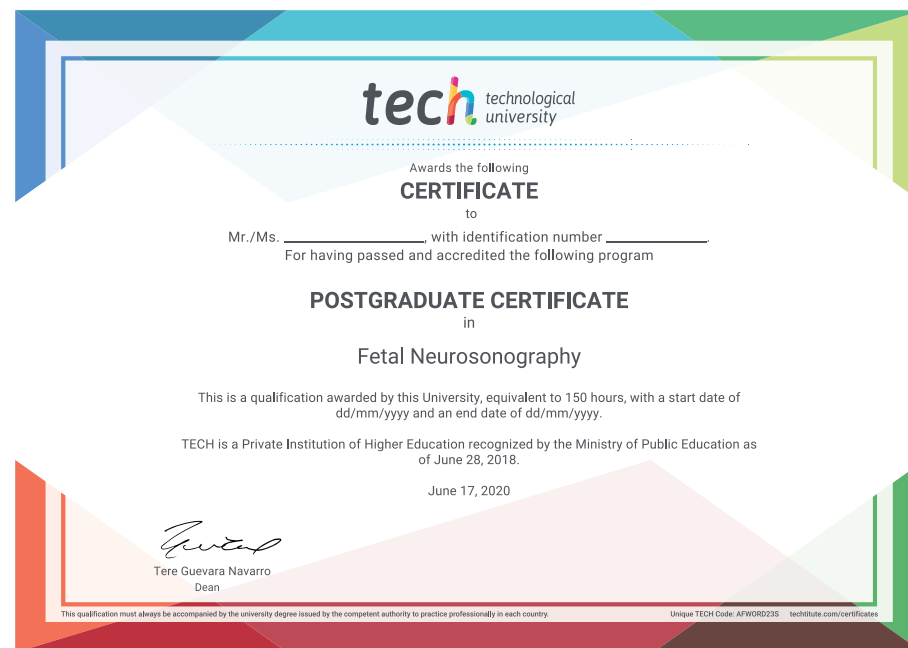 tech technological
university
Awards the following
CERTIFICATE
to
Mr./Ms. ____________________, with identification number ______________.
For having passed and accredited the following program
POSTGRADUATE CERTIFICATE
in
Fetal Neurosonography
This is a qualification awarded by this University, equivalent to 150 hours, with a start date of
dd/mm/yyyy and an end date of dd/mm/yyyy.
TECH is a Private Institution of Higher Education recognized by the Ministry of Public Education as
of June 28, 2018.
June 17, 2020
Tere Guevara Navarro
Dean
This qualification must always be accompanied by the university degree issued by the competent authority to practice professionally in each country. Unique TECH Code: AFWORD23S techtitute.com/certificates